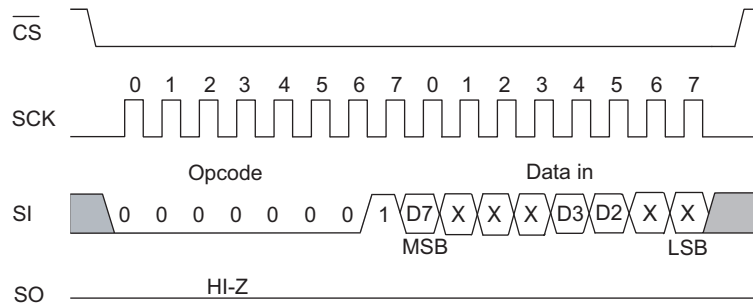 CS
0 1 2 3 4 5 6 7 0 1 2 3 4 5 6 7
SCK
Opcode Data in
SI 0 0 0 0 0 0 0 1 D7 X X X D3 D2 X X
MSB LSB
HI-Z
SO